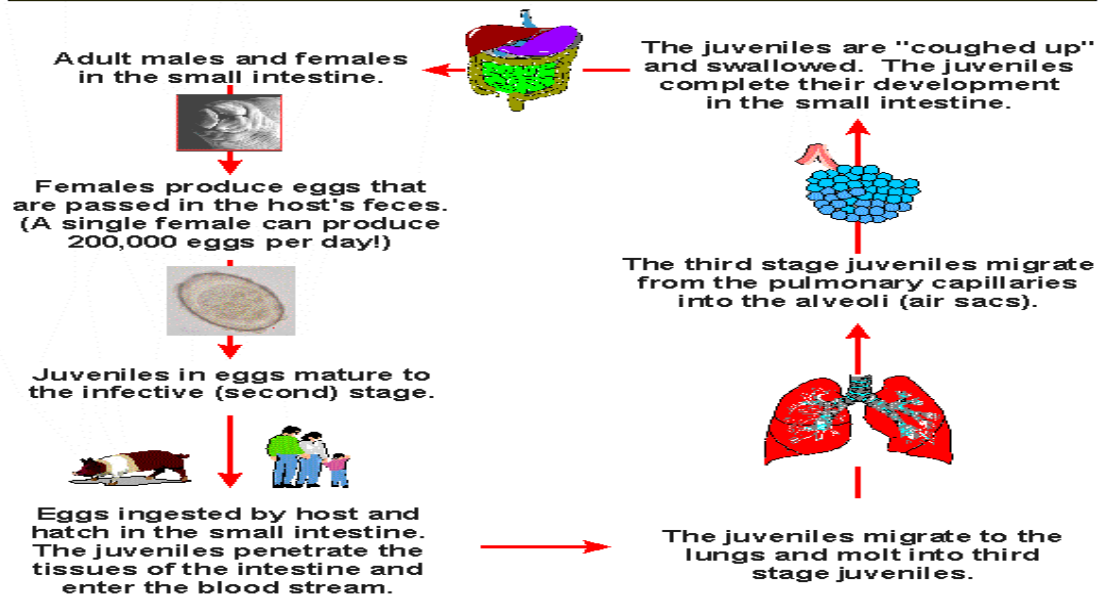 Adult males and females
in the small intestine.
Females produce eggs that
are passed in the host's feces.
(A single female can produce
200,000 eggs per day!)
Juveniles in eggs mature to
the infective (second) stage.
Eggs ingested by host and
hatch in the small intestine.
The juveniles penetrate the
tissues of the intestine and
enter the blood stream.
The juveniles migrate to the
lungs and molt into third
stage juveniles.
The third stage juveniles migrate
from the pulmonary capillaries
into the alveoli (air sacs).
The juveniles are "coughed up"
and swallowed. The juveniles
complete their development
in the small intestine.